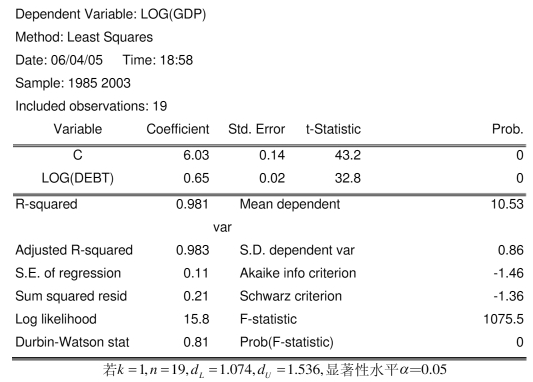 Dependent Variable: LOG(GDP)
Method: Least Squares
Date: 06/04/05 Time: 18:58
Sample: 1985 2003
Included observations: 19
Variable Coefficient Std. Error t-Statistic Prob.
C 6.03 0.14 43.2 0
LOG(DEBT) 0.65 0.02 32.8 0
R-squared 0.981 Mean dependent 10.53
var
Adjusted R-squared 0.983 S.D. dependent var 0.86
S.E. of regression 0.11 Akaike info criterion -1.46
Sum squared resid 0.21 Schwarz criterion -1.36
Log likelihood 15.8 F-statistic 1075.5
Durbin-Watson stat 0.81 Prob(F-statistic) 0
若k = 1, n = 19, d_L = 1.074, d_U = 1.536, 显著性水平α=0.05